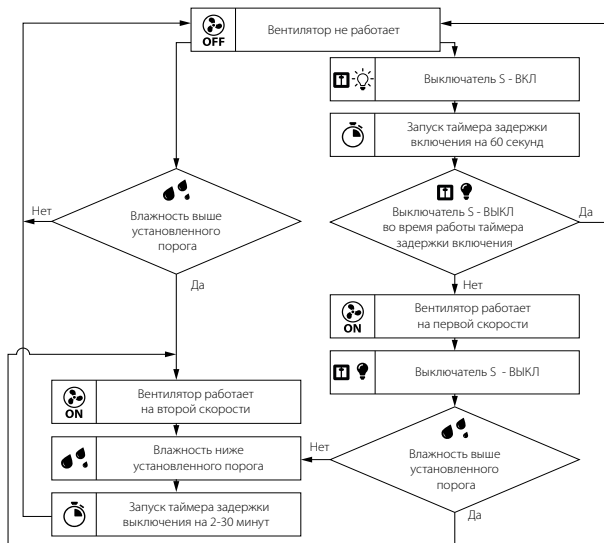 OFF
Вентилятор не работает
Выключатель S - ВКЛ
Запуск таймера задержки
включения на 60 секунд
Нет
Влажность выше
установленного
порога
Да
Выключатель S - ВЫКЛ
во время работы таймера
задержки включения
Да
Нет
ON
Вентилятор работает
на первой скорости
Выключатель S - ВЫКЛ
ON
Вентилятор работает
на второй скорости
Влажность ниже
установленного порога
Нет
Влажность выше
установленного
порога
Да
Запуск таймера задержки
выключения на 2-30 минут